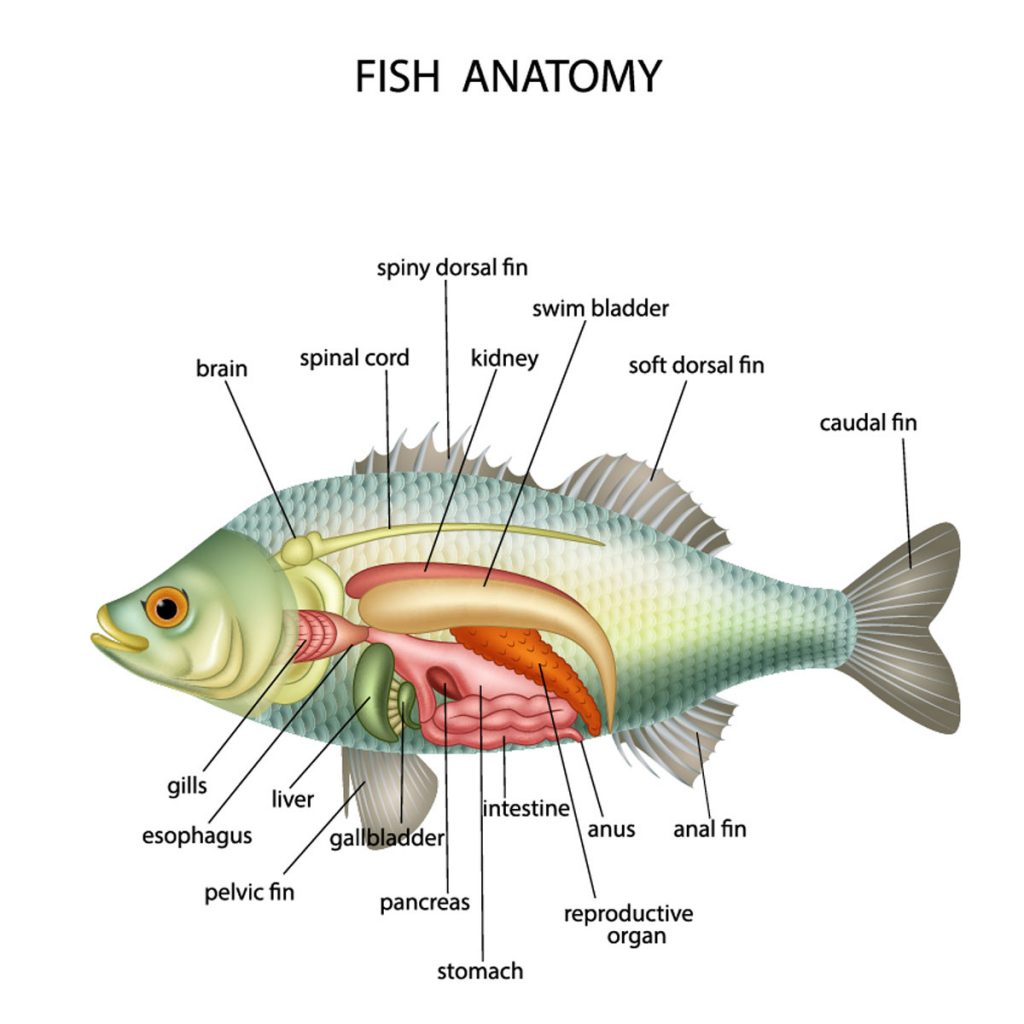 FISH ANATOMY
spiny dorsal fin
swim bladder
brain
spinal cord
kidney
soft dorsal fin
caudal fin
gills
liver
intestine
esophagus
gallbladder
anus
anal fin
pelvic fin
pancreas
reproductive
organ
stomach